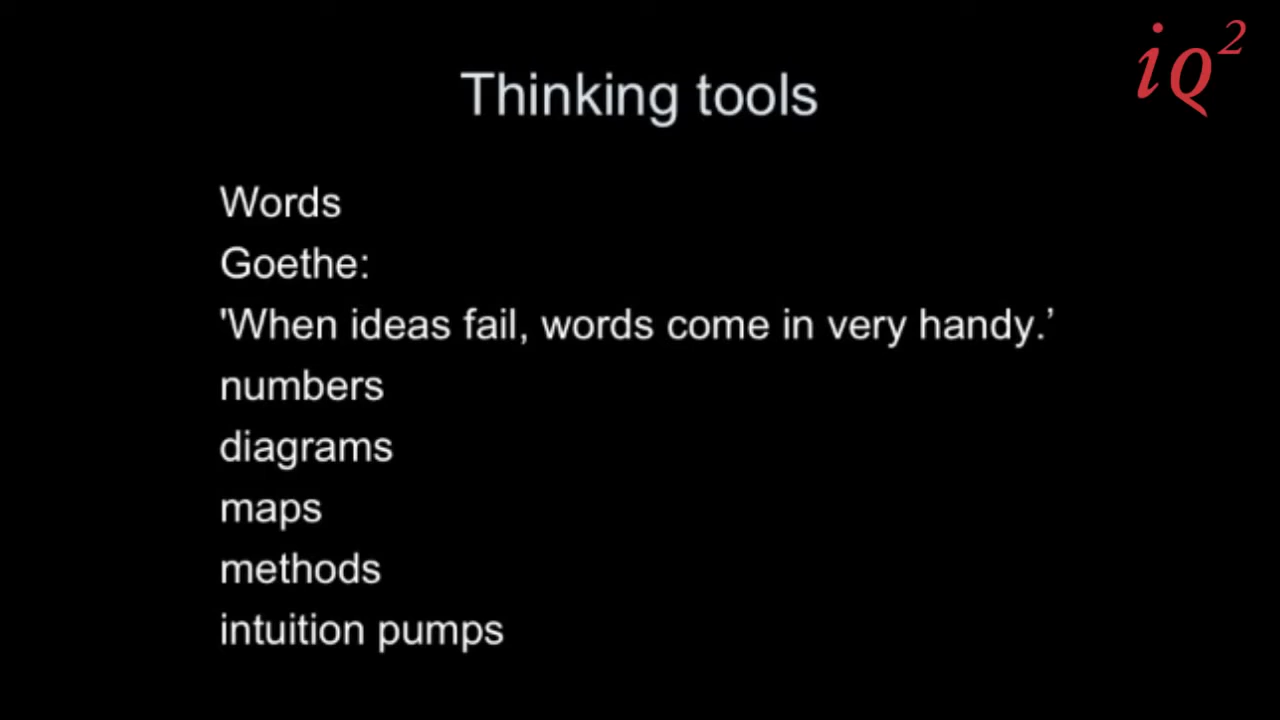 iq²
Thinking tools
Words
Goethe:
'When ideas fail, words come in very handy.’
numbers
diagrams
maps
methods
intuition pumps